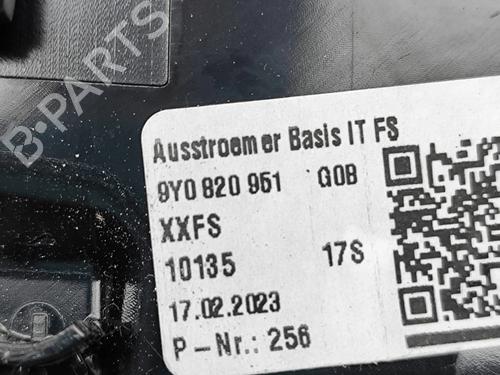 B-PARTS
Ausstroemer Basis IT FS
9Y0 820 951 G0B
XXFS
10135 17S
17.02.2023
P-Nr.: 256